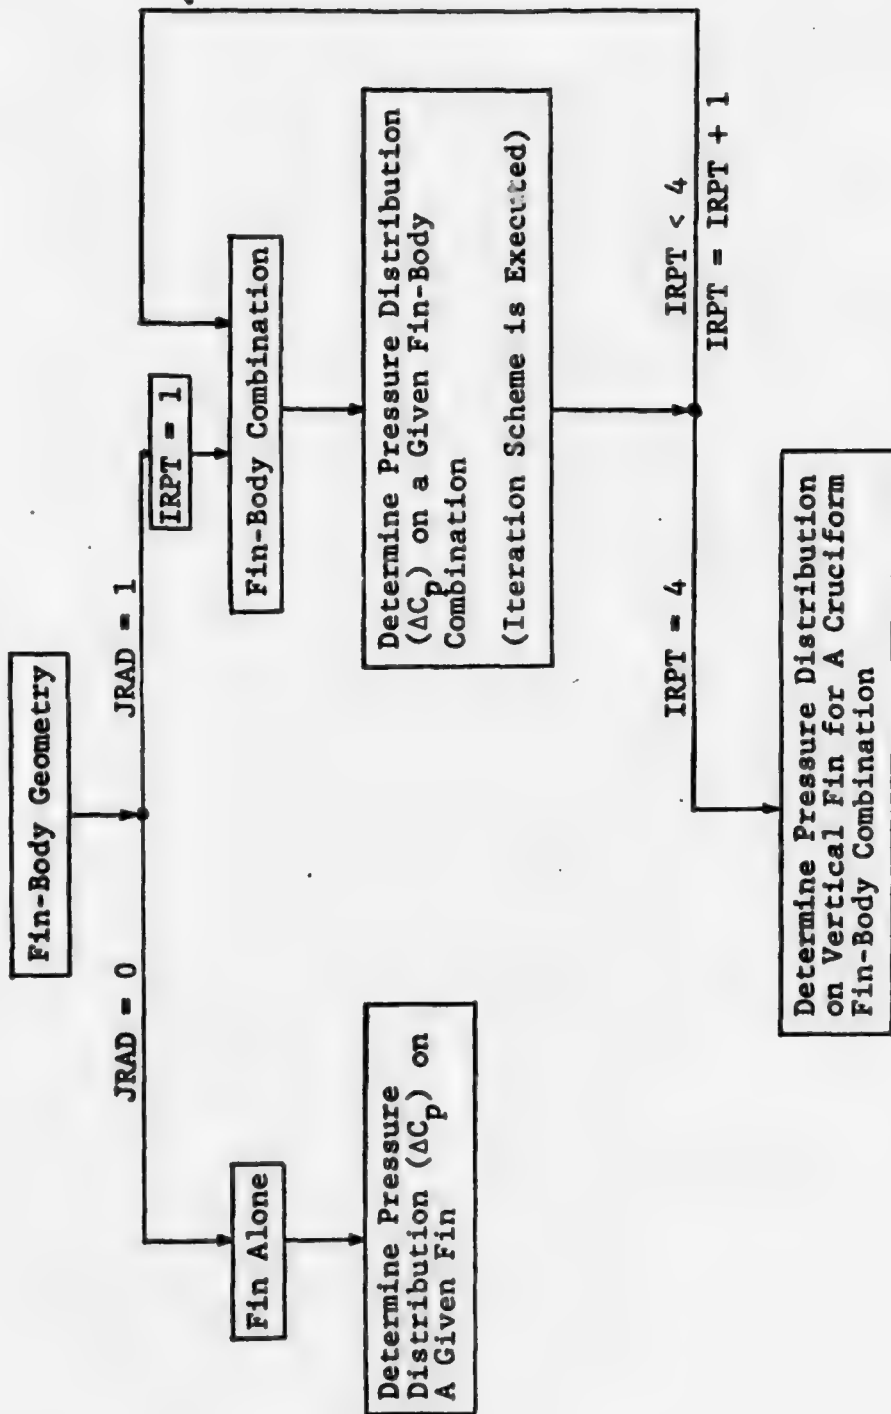 Fin-Body Geometry
JRAD = 0
JRAD = 1
IRPT = 1
Fin Alone
Fin-Body Combination
Determine Pressure
Distribution (ΔCp) on
A Given Fin
Determine Pressure Distribution
(ΔCp) on a Given Fin-Body
Combination
(Iteration Scheme is Executed)
IRPT = 4
IRPT < 4
IRPT = IRPT + 1
Determine Pressure Distribution
on Vertical Fin for A Cruciform
Fin-Body Combination